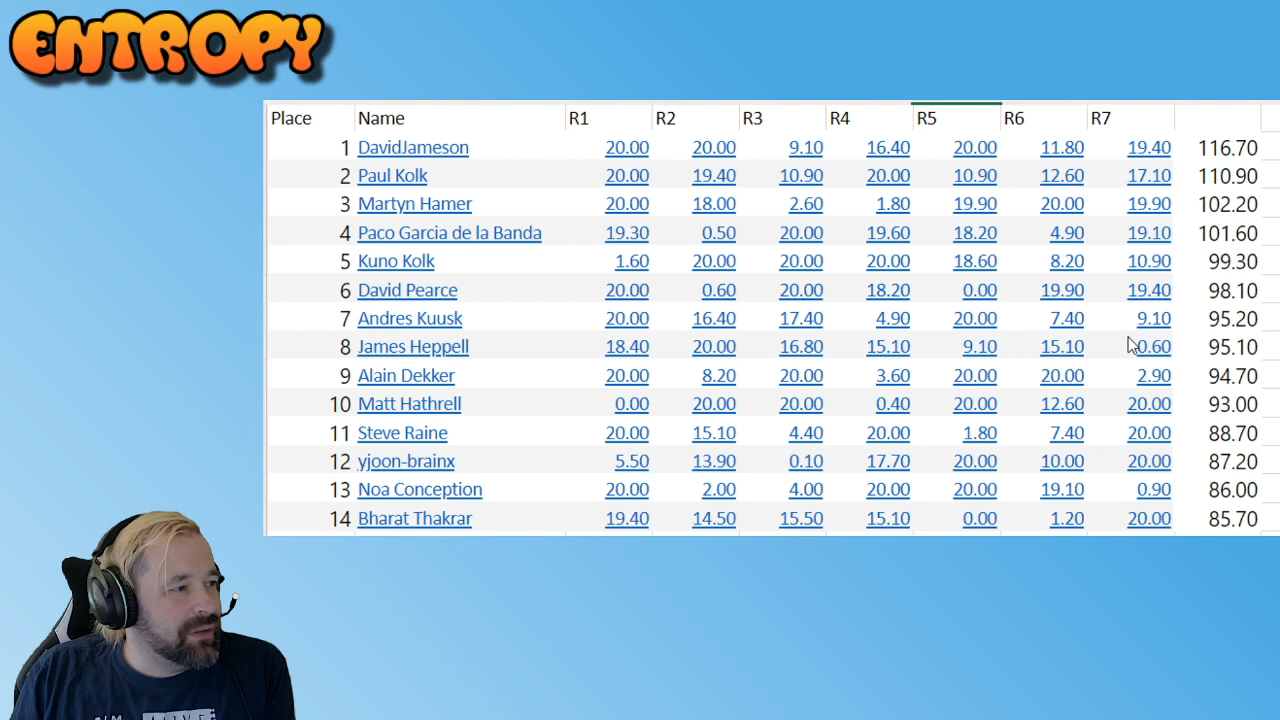 ENTROPY
Place Name R1 R2 R3 R4 R5 R6 R7
1 DavidJameson 20.00 20.00 9.10 16.40 20.00 11.80 19.40 116.70
2 Paul Kolk 20.00 19.40 10.90 20.00 10.90 12.60 17.10 110.90
3 Martyn Hamer 20.00 18.00 2.60 1.80 19.90 20.00 19.90 102.20
4 Paco Garcia de la Banda 19.30 0.50 20.00 19.60 18.20 4.90 19.10 101.60
5 Kuno Kolk 1.60 20.00 20.00 20.00 18.60 8.20 10.90 99.30
6 David Pearce 20.00 0.60 20.00 18.20 0.00 19.90 19.40 98.10
7 Andres Kuusk 20.00 16.40 17.40 4.90 20.00 7.40 9.10 95.20
8 James Heppell 18.40 20.00 16.80 15.10 9.10 15.10 0.60 95.10
9 Alain Dekker 20.00 8.20 20.00 3.60 20.00 20.00 2.90 94.70
10 Matt Hathrell 0.00 20.00 20.00 0.40 20.00 12.60 20.00 93.00
11 Steve Raine 20.00 15.10 4.40 20.00 1.80 7.40 20.00 88.70
12 yjoon-brainx 5.50 13.90 0.10 17.70 20.00 10.00 20.00 87.20
13 Noa Conception 20.00 2.00 4.00 20.00 20.00 19.10 0.90 86.00
14 Bharat Thakrar 19.40 14.50 15.50 15.10 0.00 1.20 20.00 85.70